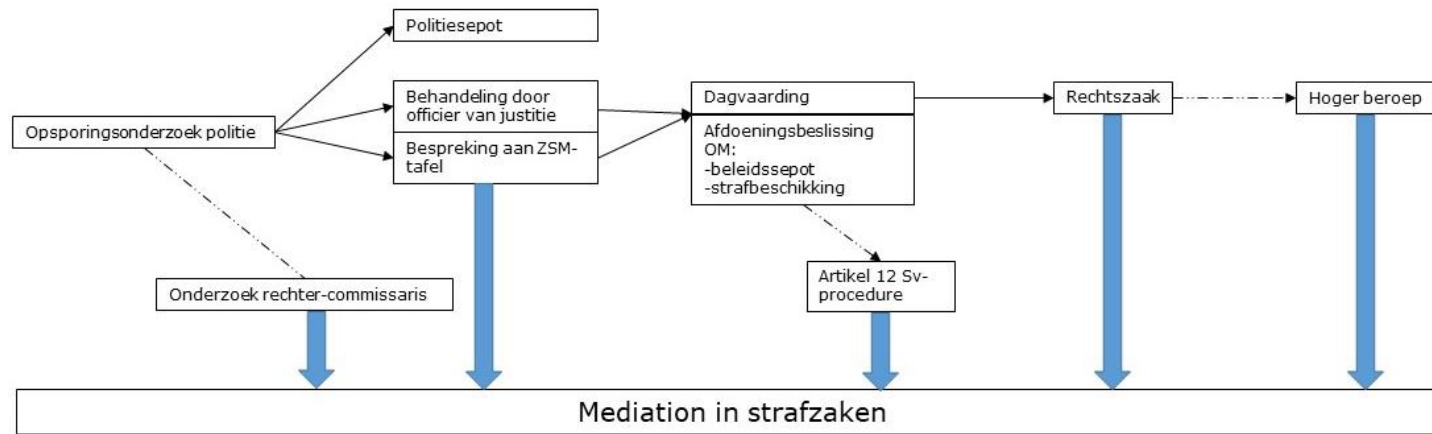 Politiesepot
Opsporingsonderzoek politie
Behandeling door
officier van justitie
Bespreking aan ZSM-
tafel
Dagvaarding
Afdoeningsbeslissing
OM:
-beleidssepot
-strafbeschikking
Rechtszaak
Hoger beroep
Onderzoek rechter-commissaris
Artikel 12 Sv-
procedure
Mediation in strafzaken